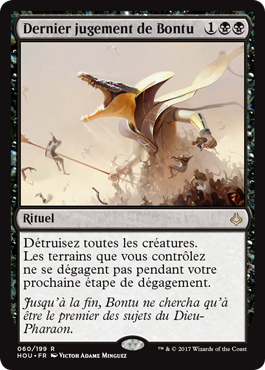 Dernier jugement de Bontu 1
Rituel
Détruisez toutes les créatures.
Les terrains que vous contrôlez
ne se dégagent pas pendant votre
prochaine étape de dégagement.
Jusqu'à la fin, Bontu ne chercha qu'à
être le premier des sujets du Dieu-
Pharaon.
060/199 R
HOU • FR Victor Adame Minguez
™ & © 2017 Wizards of the Coast